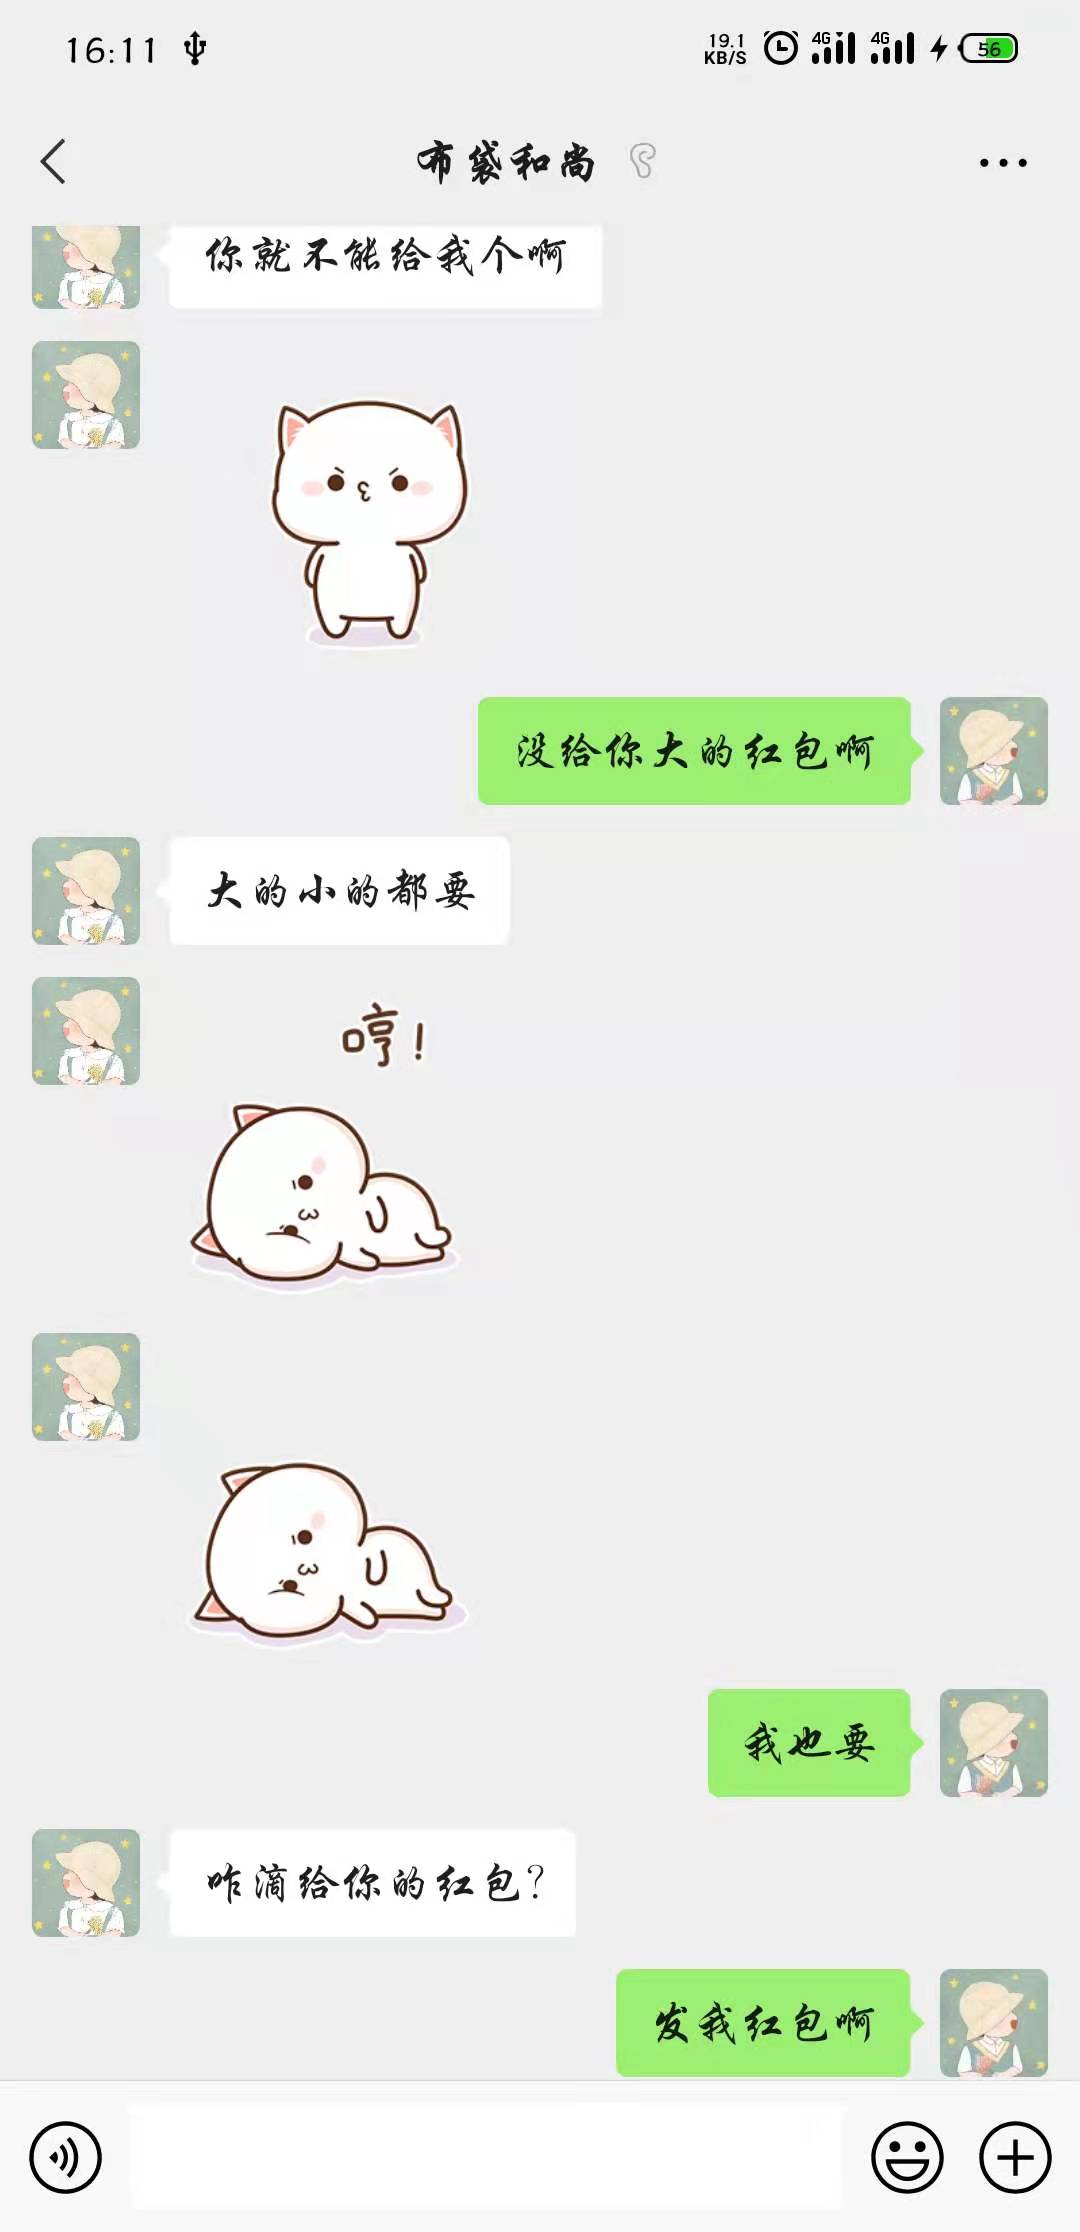 16:11
19.1
KB/S
4G
4G
56
布袋和尚
你就不能给我个啊
没给你大的红包啊
大的小的都要
哼!
我也要
咋滴给你的红包?
发我红包啊